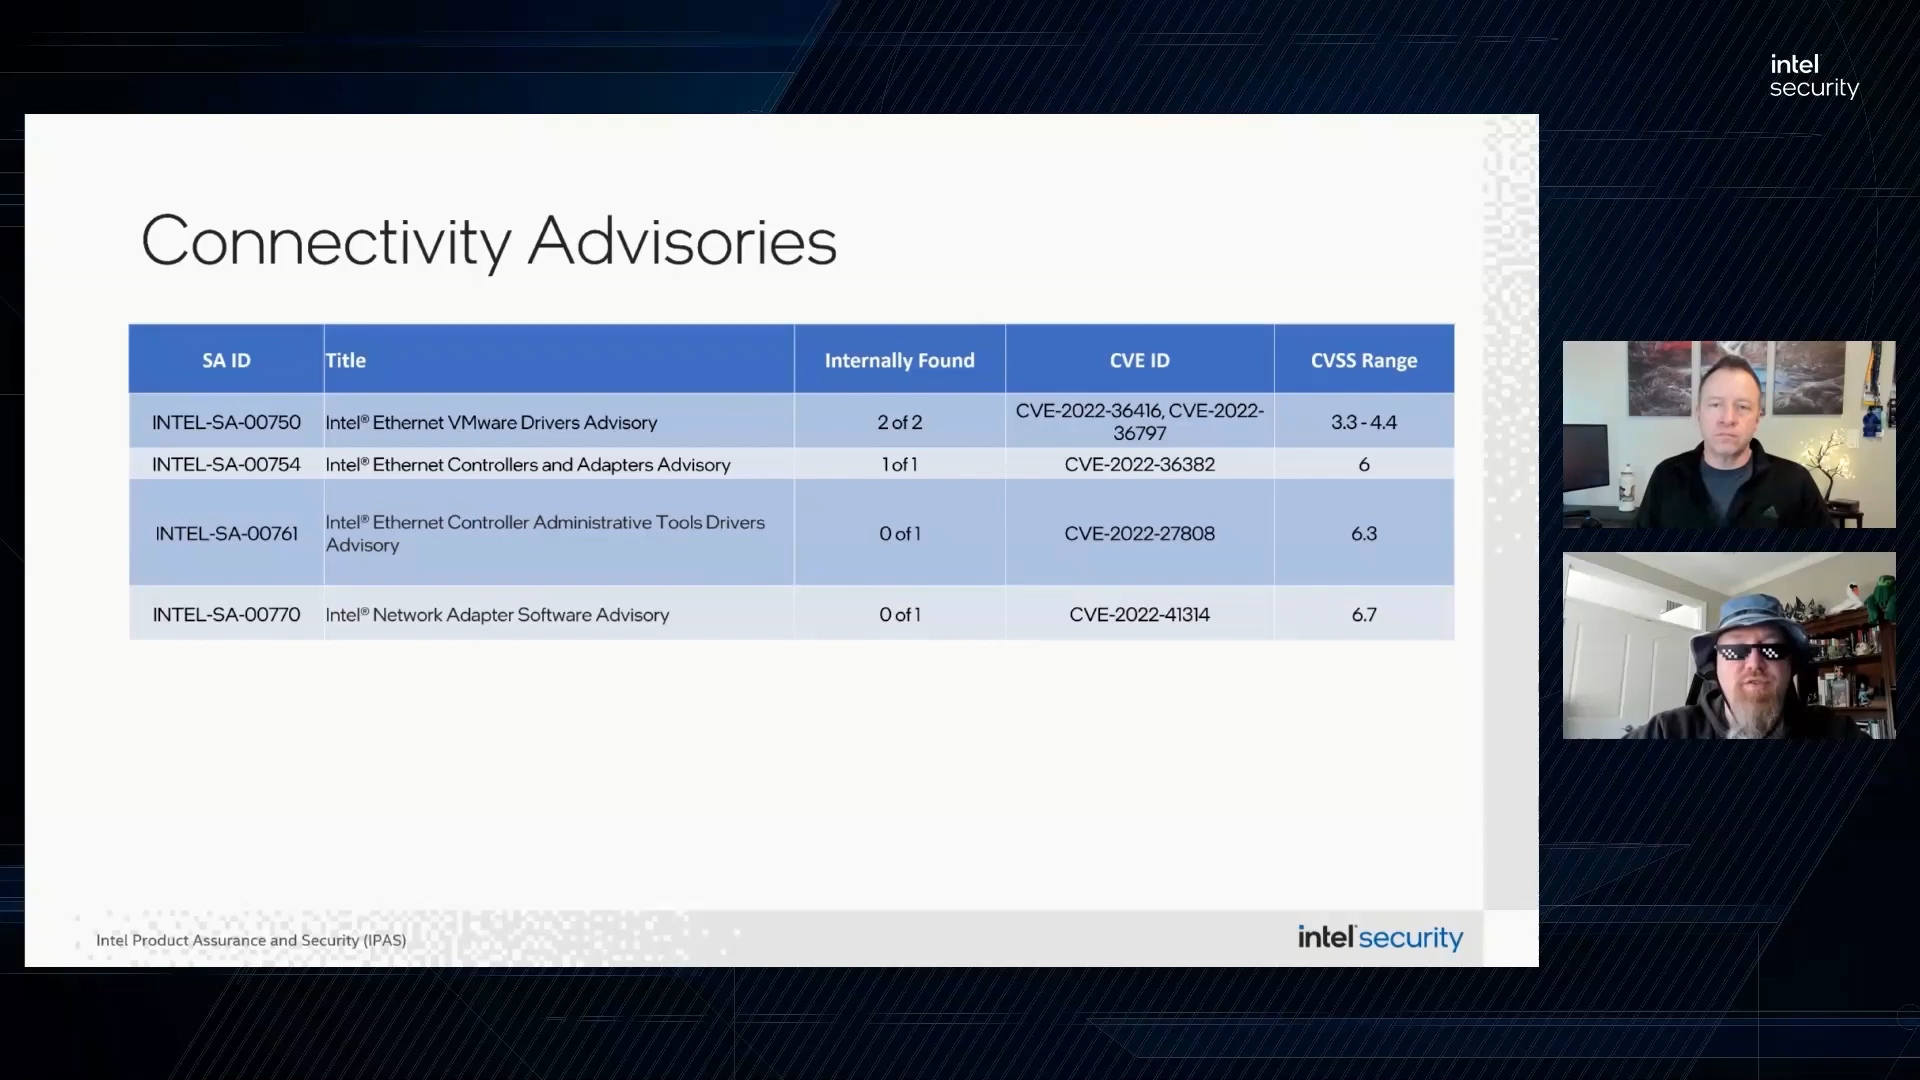 intel
security
Connectivity Advisories
SA ID Title Internally Found CVE ID CVSS Range
INTEL-SA-00750 Intel® Ethernet VMware Drivers Advisory 2 of 2 CVE-2022-36416, CVE-2022-
36797 3.3 - 4.4
INTEL-SA-00754 Intel® Ethernet Controllers and Adapters Advisory 1 of 1 CVE-2022-36382 6
INTEL-SA-00761 Intel® Ethernet Controller Administrative Tools Drivers
Advisory 0 of 1 CVE-2022-27808 6.3
INTEL-SA-00770 Intel® Network Adapter Software Advisory 0 of 1 CVE-2022-41314 6.7
Intel Product Assurance and Security (IPAS)
intel security